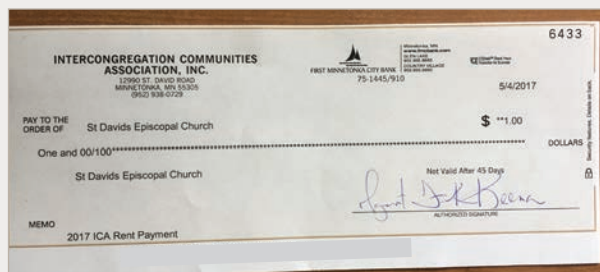 6433
INTERCONGREGATION COMMUNITIES
ASSOCIATION, INC.
12990 ST. DAVID ROAD
MINNETONKA, MN 55305
(952) 938-0729
FIRST MINNETONKA CITY BANK
75-1445/910
5/4/2017
PAY TO THE
ORDER OF
St Davids Episcopal Church
$ **1.00
One and 00/100
DOLLARS
St Davids Episcopal Church
Not Valid After 45 Days
AUTHORIZED SIGNATURE
MEMO
2017 ICA Rent Payment